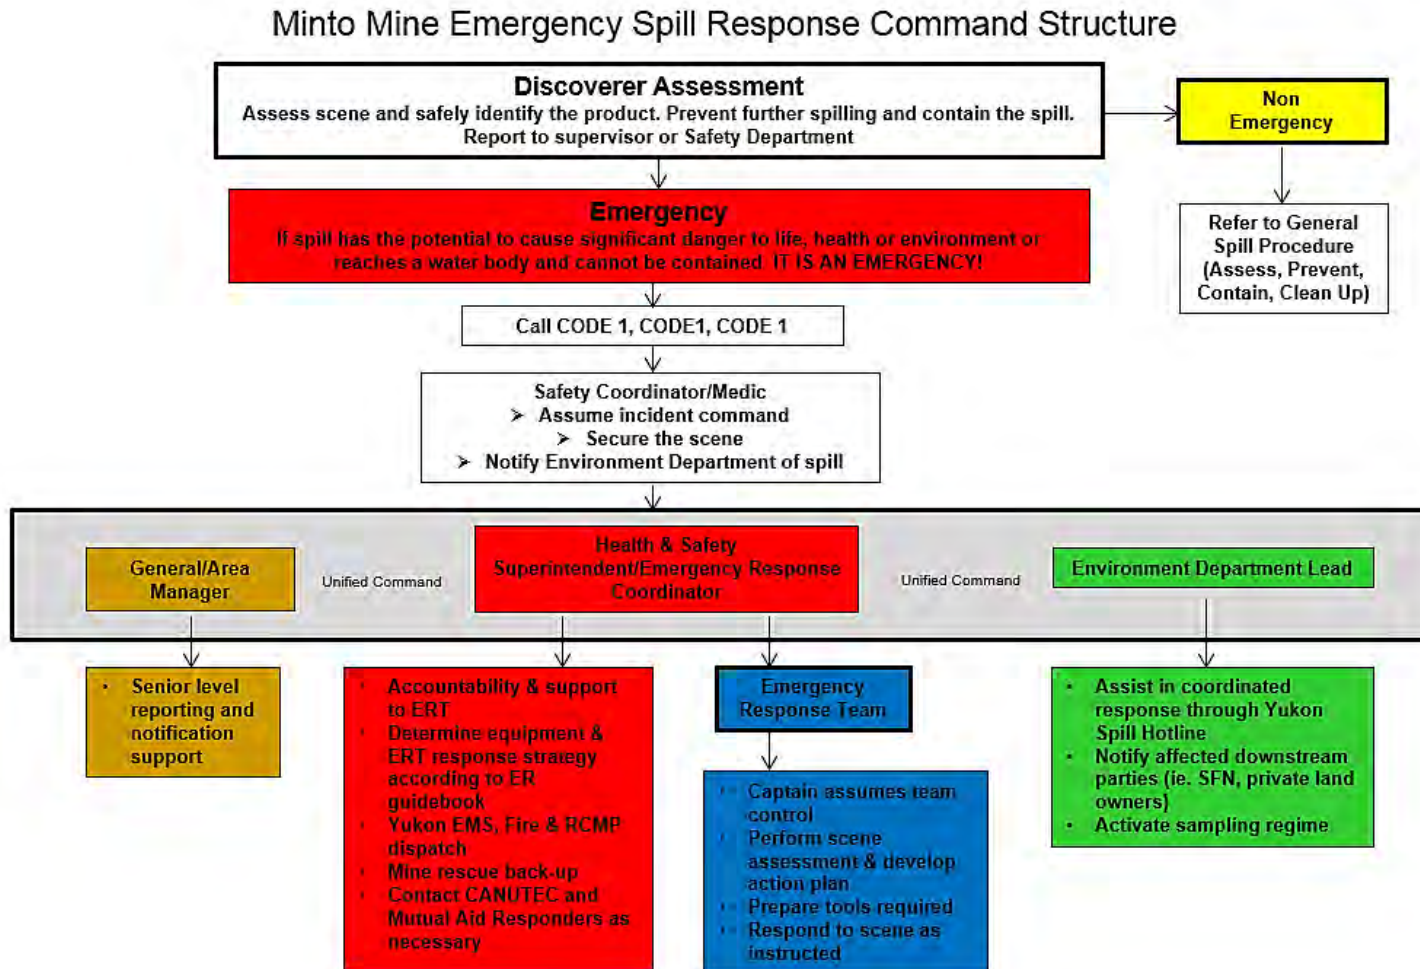 Minto Mine Emergency Spill Response Command Structure
Discoverer Assessment
Assess scene and safely identify the product. Prevent further spilling and contain the spill.
Report to supervisor or Safety Department
Non
Emergency
Emergency
If spill has the potential to cause significant danger to life, health or environment or
reaches a water body and cannot be contained IT IS AN EMERGENCY!
Refer to General
Spill Procedure
(Assess, Prevent,
Contain, Clean Up)
Call CODE 1, CODE1, CODE 1
Safety Coordinator/Medic
➢ Assume incident command
➢ Secure the scene
➢ Notify Environment Department of spill
General/Area
Manager
Unified Command
Health & Safety
Superintendent/Emergency Response
Coordinator
Unified Command
Environment Department Lead
• Senior level
reporting and
notification
support
• Accountability & support
to ERT
• Determine equipment &
ERT response strategy
according to ER
guidebook
• Yukon EMS, Fire & RCMP
dispatch
• Mine rescue back-up
• Contact CANUTEC and
Mutual Aid Responders as
necessary
Emergency
Response Team
• Captain assumes team
control
• Perform scene
assessment & develop
action plan
• Prepare tools required
• Respond to scene as
instructed
• Assist in coordinated
response through Yukon
Spill Hotline
• Notify affected downstream
parties (ie. SFN, private land
owners)
• Activate sampling regime